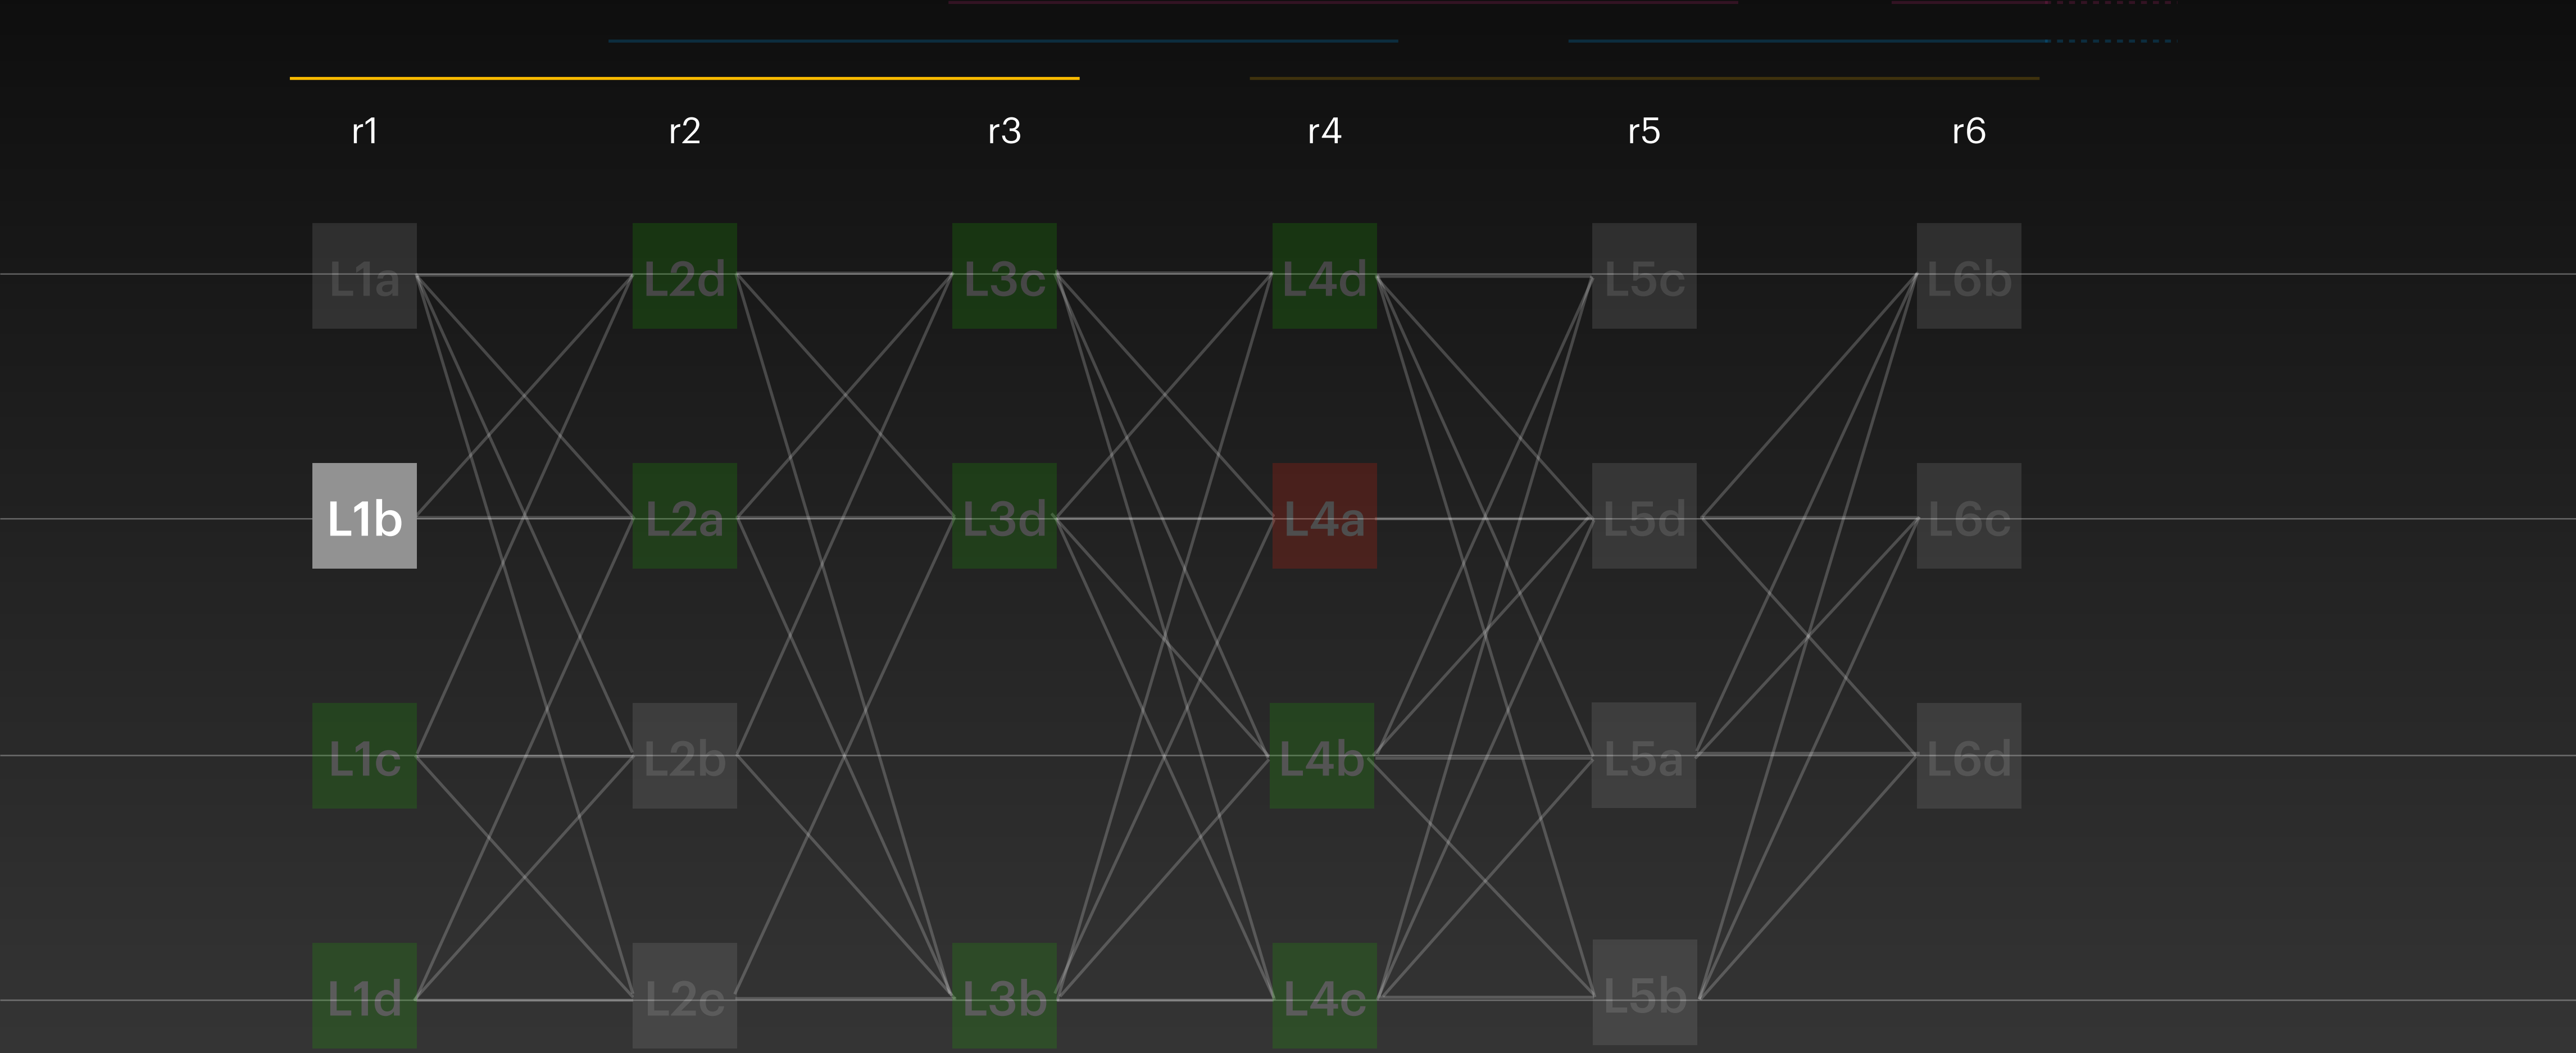 r1 r2 r3 r4 r5 r6
L1a L2d L3c L4d L5c L6b
L1b L2a L3d L4a L5d L6c
L1c L2b L4b L5a L6d
L1d L2c L3b L4c L5b